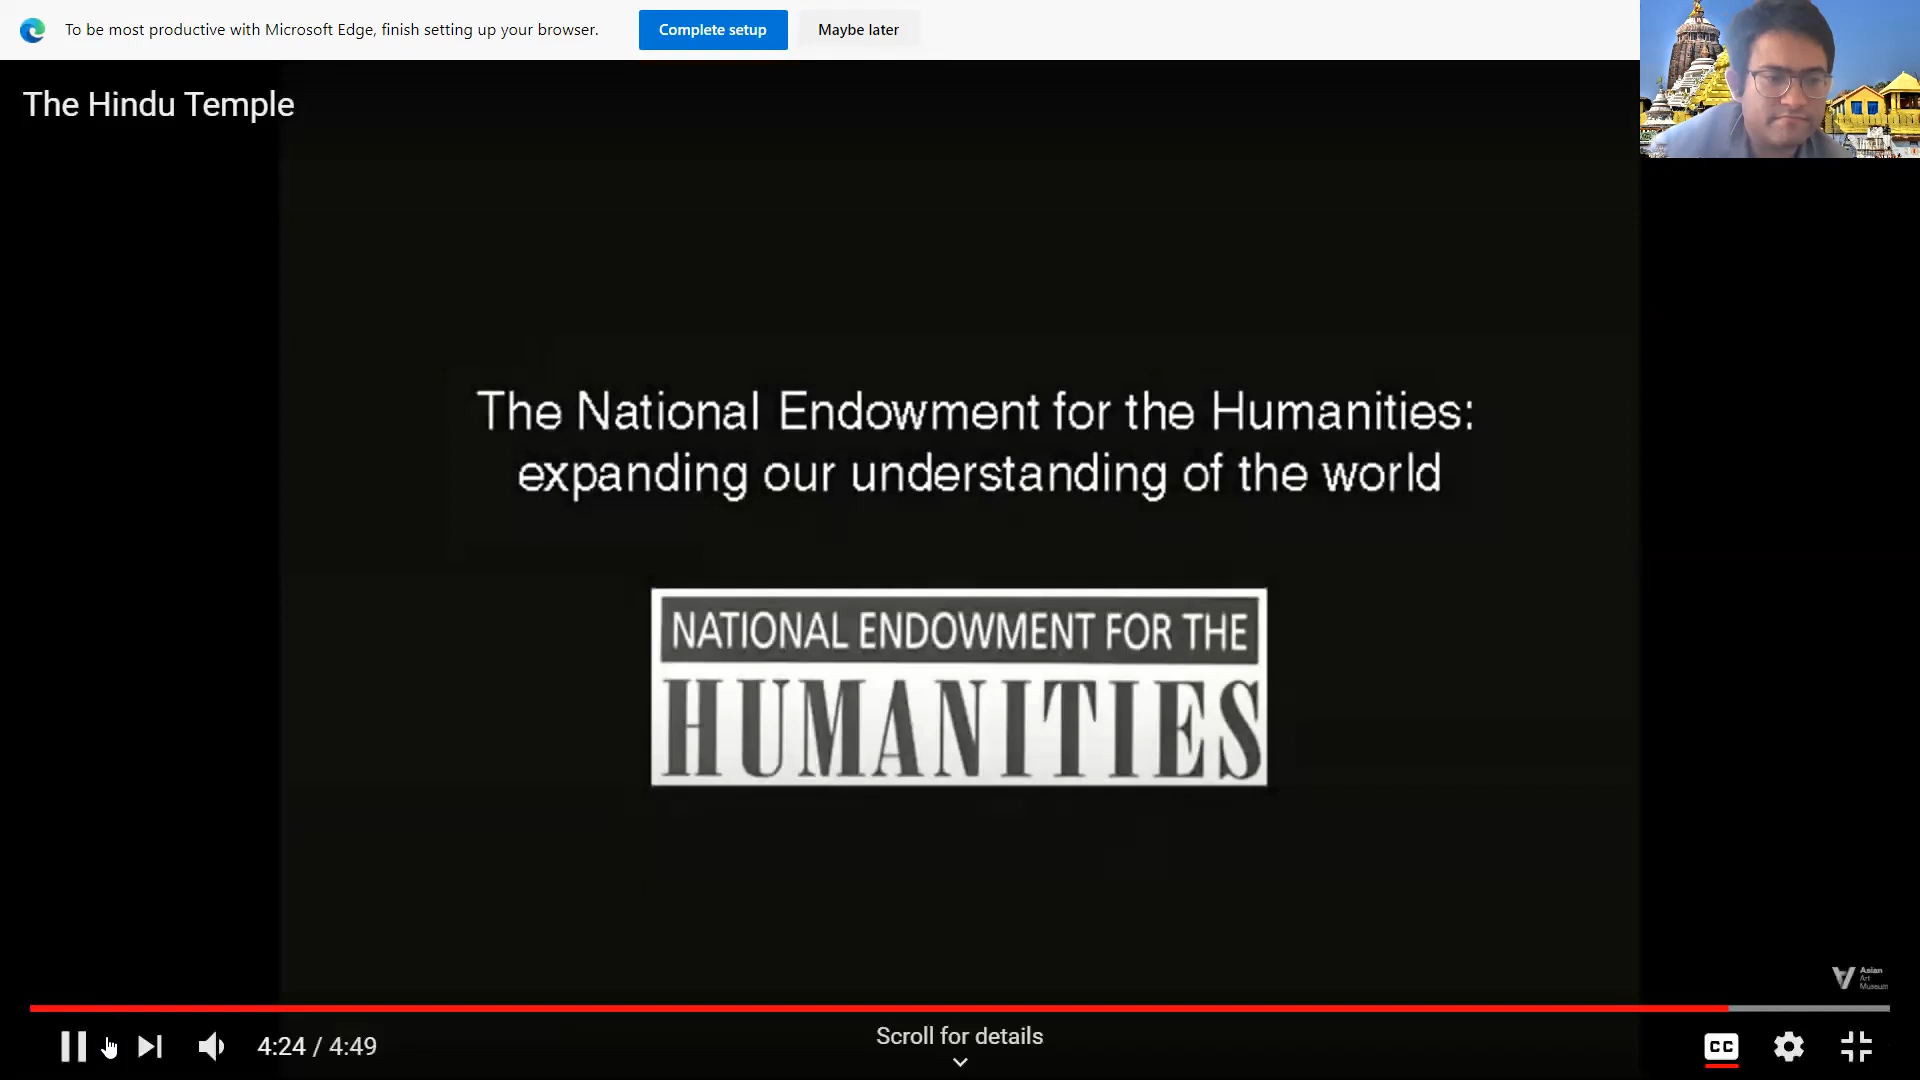 To be most productive with Microsoft Edge, finish setting up your browser.
Complete setup
Maybe later
The Hindu Temple
The National Endowment for the Humanities:
expanding our understanding of the world
NATIONAL ENDOWMENT FOR THE
HUMANITIES
Asian
Art
Museum
4:24 / 4:49
Scroll for details
CC